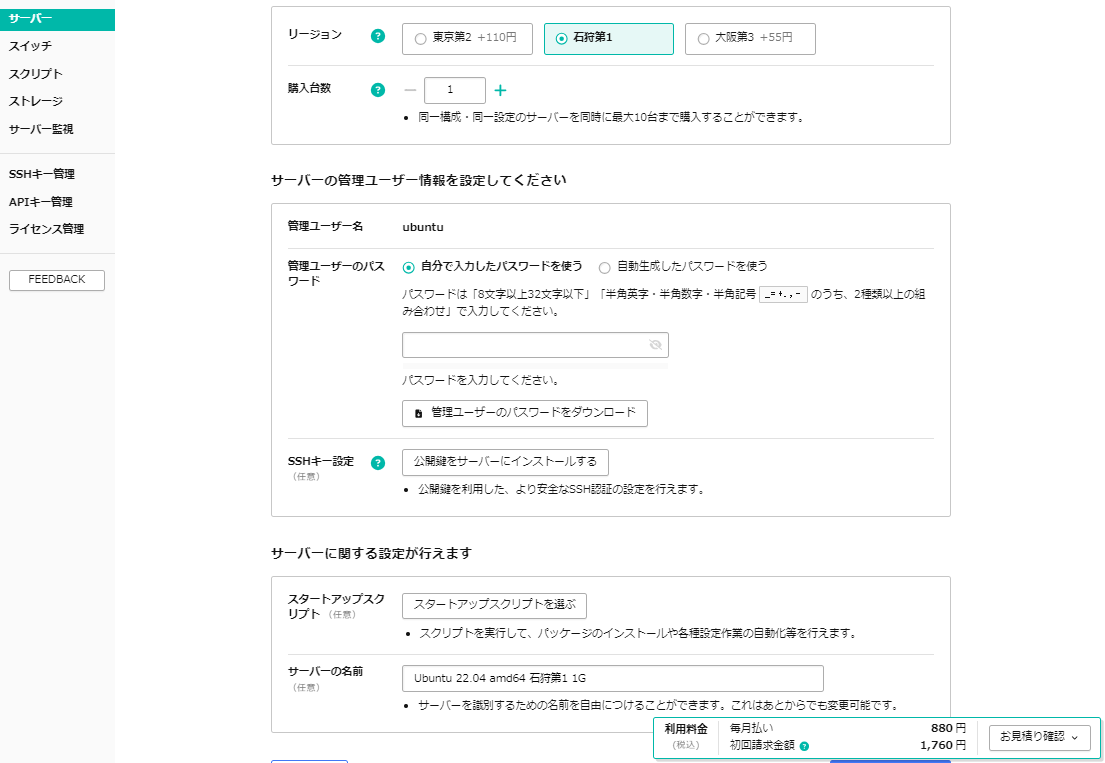 サーバー
スイッチ
スクリプト
ストレージ
サーバー監視
SSHキー管理
APIキー管理
ライセンス管理
FEEDBACK
リージョン ? 東京第2 +110円 石狩第1 大阪第3 +55円
購入台数 ? － 1 +
• 同一構成・同一設定のサーバーを同時に最大10台まで購入することができます。
サーバーの管理ユーザー情報を設定してください
管理ユーザー名 ubuntu
管理ユーザーのパス
ワード
自分で入力したパスワードを使う 自動生成したパスワードを使う
パスワードは「8文字以上32文字以下」「半角英字・半角数字・半角記号 _=+.,- のうち、2種類以上の組
み合わせ」で入力してください。
パスワードを入力してください。
管理ユーザーのパスワードをダウンロード
SSHキー設定 ? 公開鍵をサーバーにインストールする
（任意）
• 公開鍵を利用した、より安全なSSH認証の設定を行えます。
サーバーに関する設定が行えます
スタートアップスク
リプト （任意）
スタートアップスクリプトを選ぶ
• スクリプトを実行して、パッケージのインストールや各種設定作業の自動化等を行えます。
サーバーの名前
（任意）
Ubuntu 22.04 amd64 石狩第1 1G
• サーバーを識別するための名前を自由につけることができます。これはあとからでも変更可能です。
利用料金
（税込）
毎月払い 880 円
初回請求金額 ? 1,760 円
お見積り確認